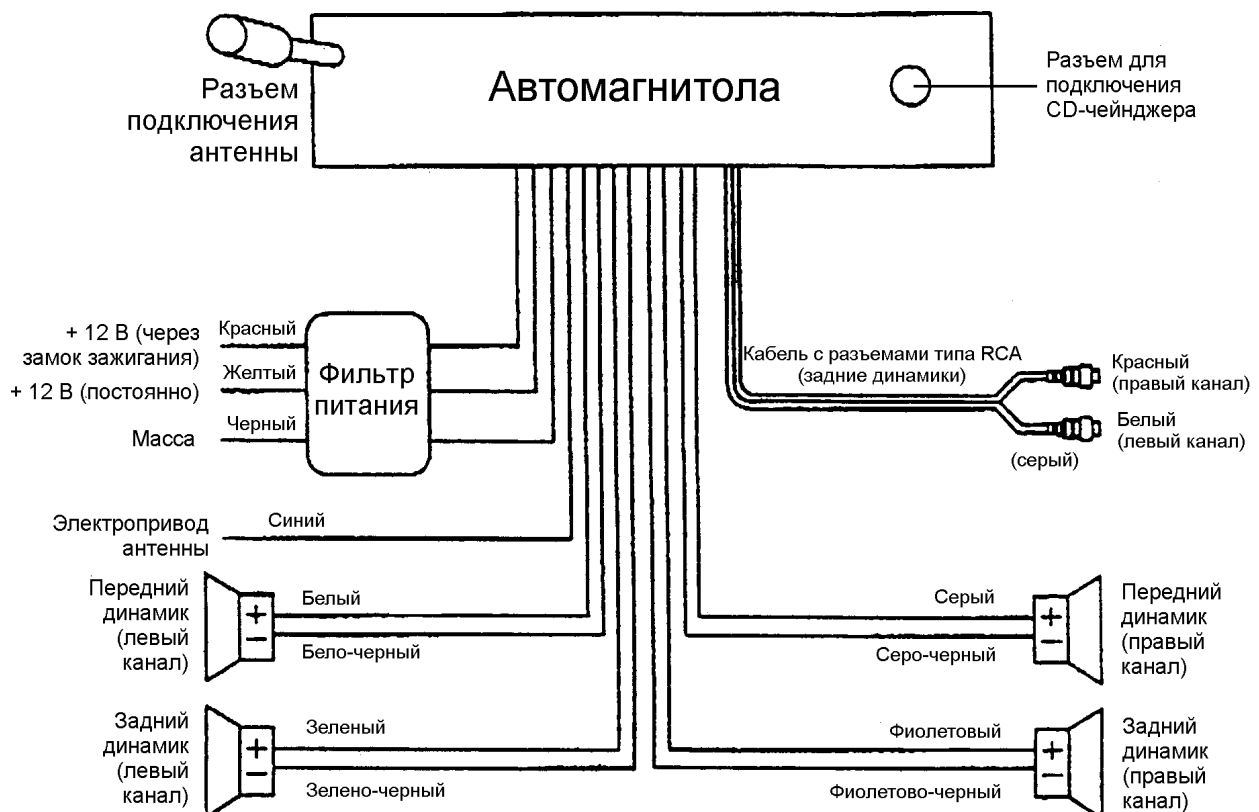 Автомагнитола
Разъем
подключения
антенны
Разъем для
подключения
CD-чейнджера
+ 12 В (через
замок зажигания)
Красный
+ 12 В (постоянно)
Желтый
Масса
Черный
Фильтр
питания
Кабель с разъемами типа RCA
(задние динамики)
Красный
(правый канал)
Белый
(левый канал)
(серый)
Электропривод
антенны
Синий
Передний
динамик
(левый
канал)
+
−
Белый
Бело-черный
Серый
Серо-черный
+
−
Передний
динамик
(правый
канал)
Задний
динамик
(левый
канал)
+
−
Зеленый
Зелено-черный
Фиолетовый
Фиолетово-черный
+
−
Задний
динамик
(правый
канал)